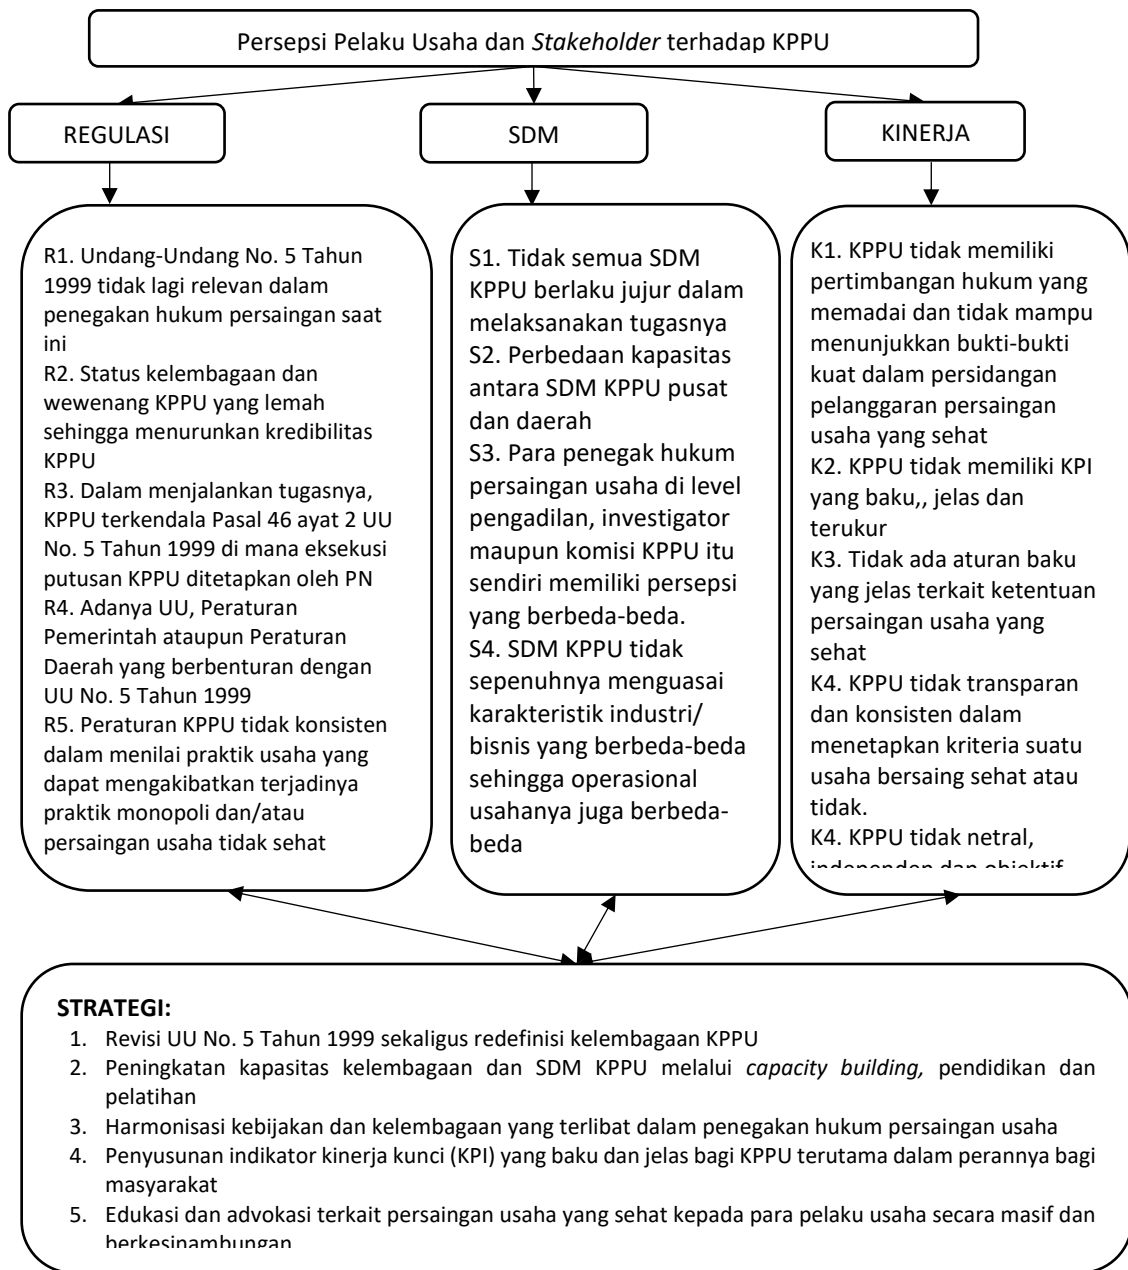 Persepsi Pelaku Usaha dan Stakeholder terhadap KPPU
REGULASI
SDM
KINERJA
R1. Undang-Undang No. 5 Tahun
1999 tidak lagi relevan dalam
penegakan hukum persaingan saat
ini
R2. Status kelembagaan dan
wewenang KPPU yang lemah
sehingga menurunkan kredibilitas
KPPU
R3. Dalam menjalankan tugasnya,
KPPU terkendala Pasal 46 ayat 2 UU
No. 5 Tahun 1999 di mana eksekusi
putusan KPPU ditetapkan oleh PN
R4. Adanya UU, Peraturan
Pemerintah ataupun Peraturan
Daerah yang berbenturan dengan
UU No. 5 Tahun 1999
R5. Peraturan KPPU tidak konsisten
dalam menilai praktik usaha yang
dapat mengakibatkan terjadinya
praktik monopoli dan/atau
persaingan usaha tidak sehat
S1. Tidak semua SDM
KPPU berlaku jujur dalam
melaksanakan tugasnya
S2. Perbedaan kapasitas
antara SDM KPPU pusat
dan daerah
S3. Para penegak hukum
persaingan usaha di level
pengadilan, investigator
maupun komisi KPPU itu
sendiri memiliki persepsi
yang berbeda-beda.
S4. SDM KPPU tidak
sepenuhnya menguasai
karakteristik industri/
bisnis yang berbeda-beda
sehingga operasional
usahanya juga berbeda-
beda
K1. KPPU tidak memiliki
pertimbangan hukum yang
memadai dan tidak mampu
menunjukkan bukti-bukti
kuat dalam persidangan
pelanggaran persaingan
usaha yang sehat
K2. KPPU tidak memiliki KPI
yang baku,, jelas dan
terukur
K3. Tidak ada aturan baku
yang jelas terkait ketentuan
persaingan usaha yang
sehat
K4. KPPU tidak transparan
dan konsisten dalam
menetapkan kriteria suatu
usaha bersaing sehat atau
tidak.
K4. KPPU tidak netral,
independen dan objektif
STRATEGI:
1. Revisi UU No. 5 Tahun 1999 sekaligus redefinisi kelembagaan KPPU
2. Peningkatan kapasitas kelembagaan dan SDM KPPU melalui capacity building, pendidikan dan
pelatihan
3. Harmonisasi kebijakan dan kelembagaan yang terlibat dalam penegakan hukum persaingan usaha
4. Penyusunan indikator kinerja kunci (KPI) yang baku dan jelas bagi KPPU terutama dalam perannya bagi
masyarakat
5. Edukasi dan advokasi terkait persaingan usaha yang sehat kepada para pelaku usaha secara masif dan
berkesinambungan